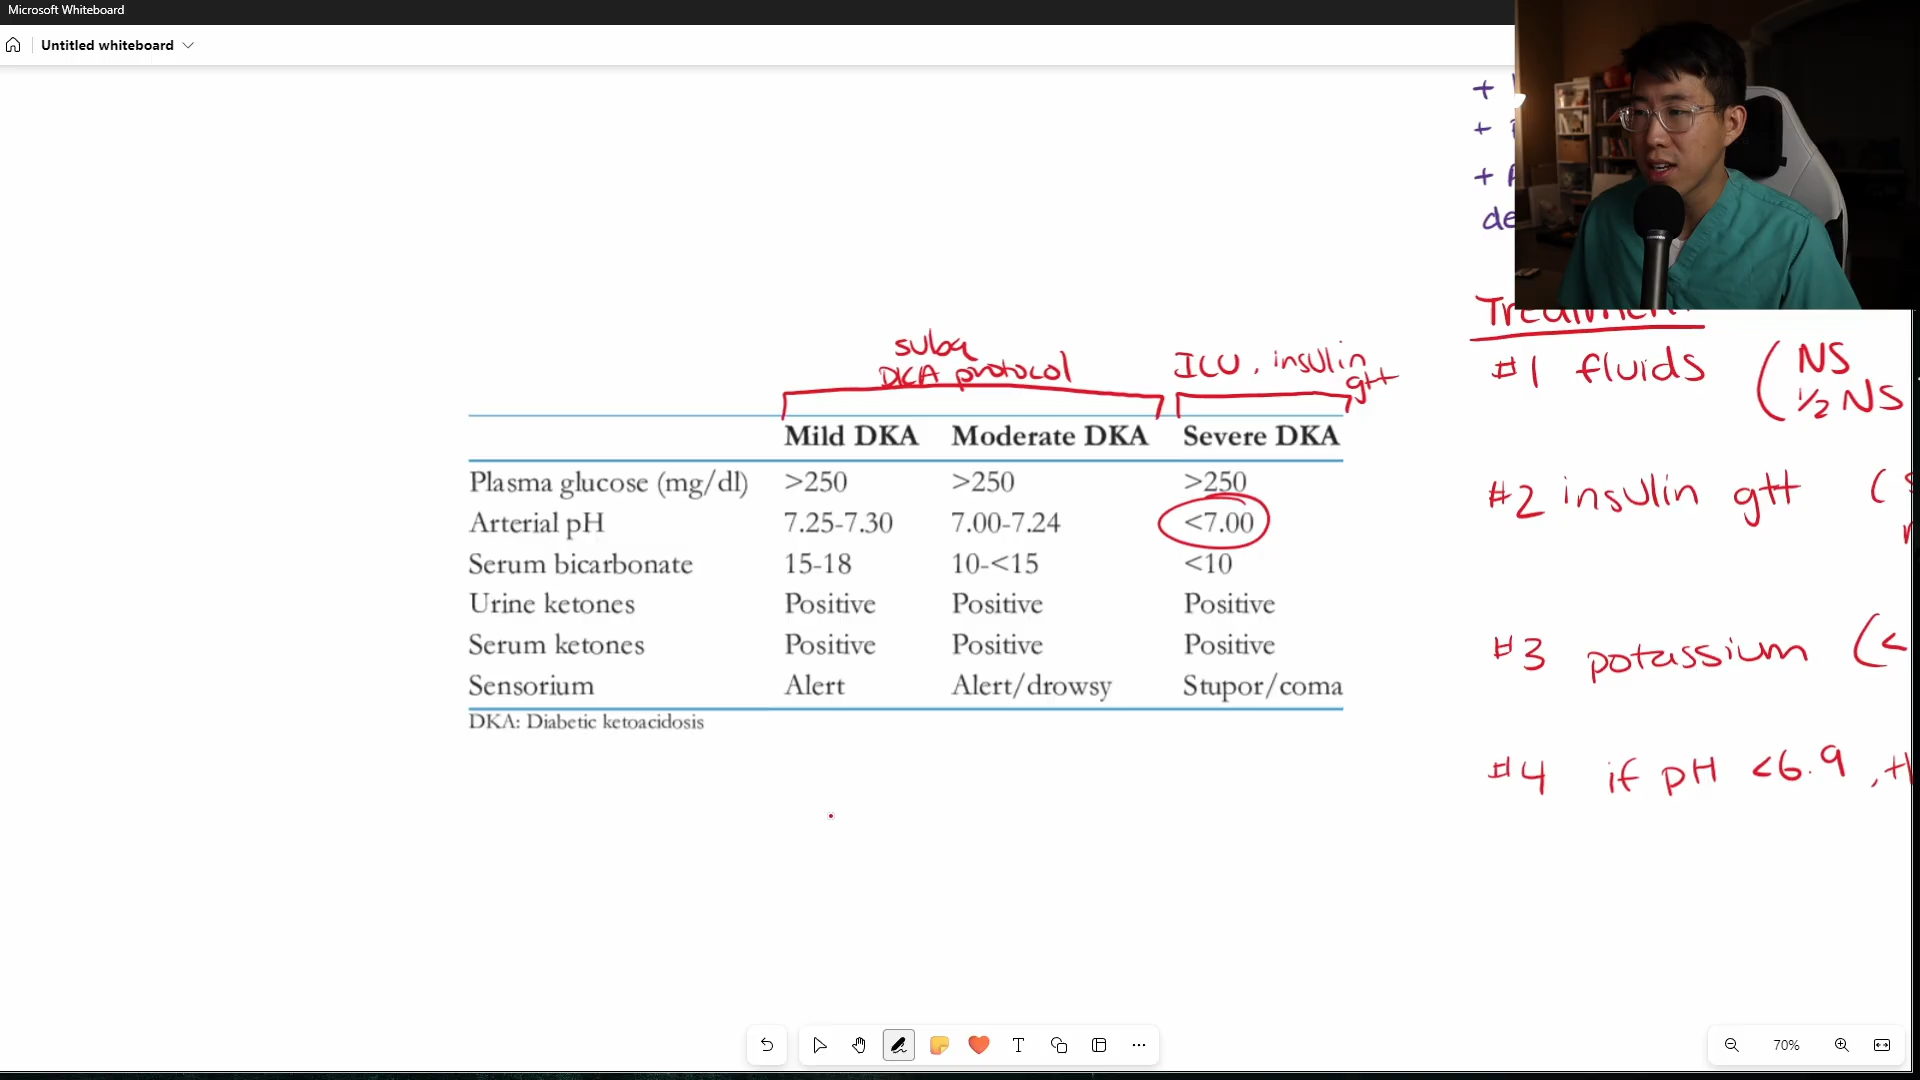 Microsoft Whiteboard
Untitled whiteboard
+
+
+
de
subq
DKA protocol
ICU, insulin
gtt
Mild DKA Moderate DKA Severe DKA
Plasma glucose (mg/dl) >250 >250 >250
Arterial pH 7.25-7.30 7.00-7.24 <7.00
Serum bicarbonate 15-18 10-<15 <10
Urine ketones Positive Positive Positive
Serum ketones Positive Positive Positive
Sensorium Alert Alert/drowsy Stupor/coma
DKA: Diabetic ketoacidosis
Treatment
#1 fluids (NS
1/2 NS
#2 insulin gtt (
#3 potassium (<
#4 if pH <6.9,
70%